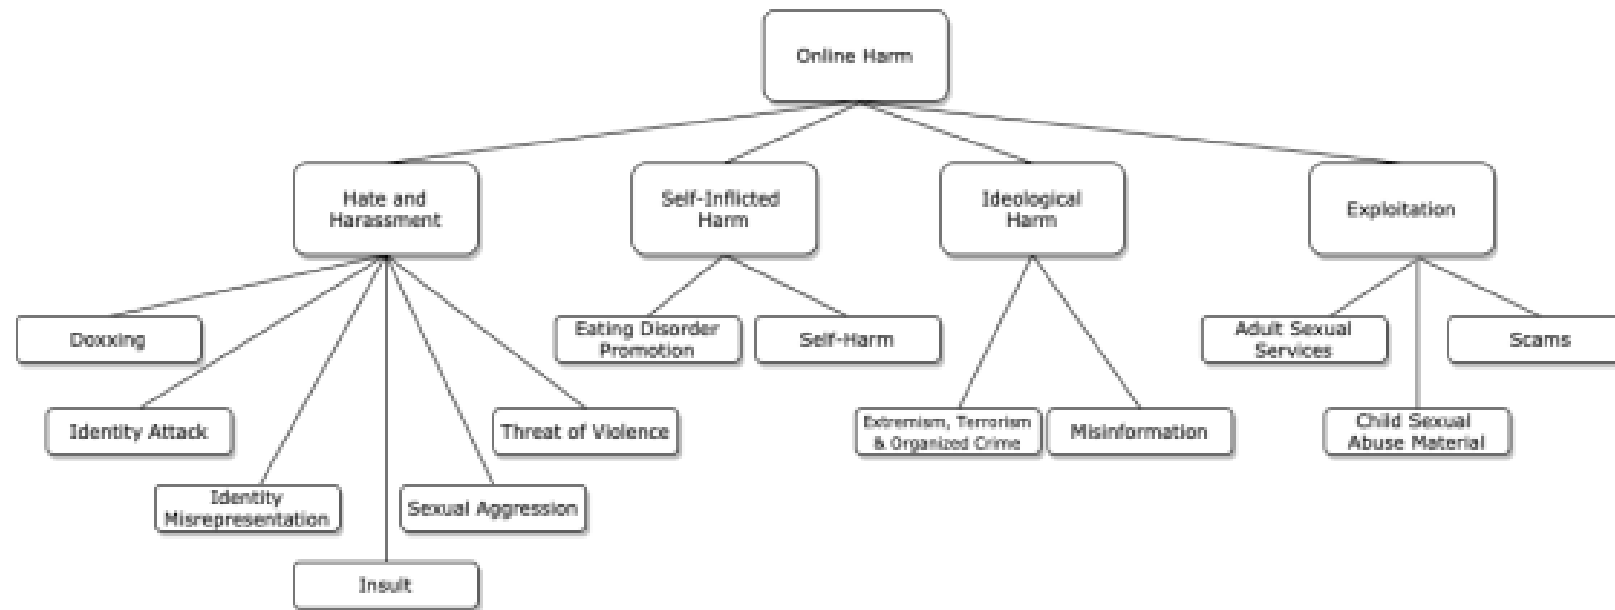 Online Harm
Hate and
Harassment
Self-Inflicted
Harm
Ideological
Harm
Exploitation
Doxxing
Eating Disorder
Promotion
Self-Harm
Adult Sexual
Services
Scams
Identity Attack
Threat of Violence
Extremism, Terrorism
& Organized Crime
Misinformation
Child Sexual
Abuse Material
Identity
Misrepresentation
Sexual Aggression
Insult